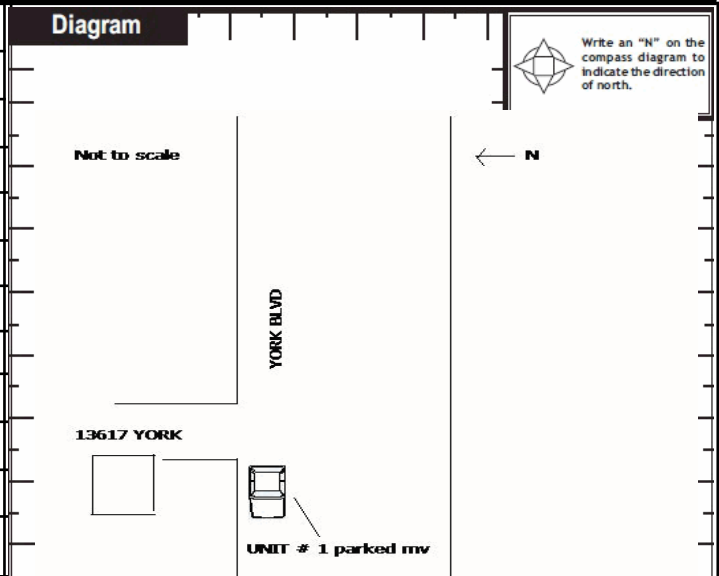 Diagram
Write an “N” on the
compass diagram to
indicate the direction
of north.
Not to scale
N
YORK BLVD
13617 YORK
UNIT # 1 parked mv